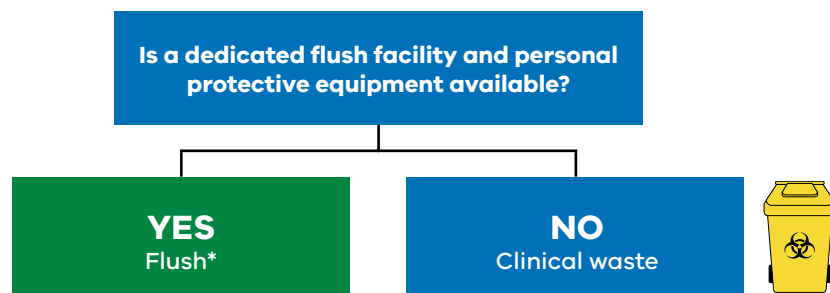 Is a dedicated flush facility and personal
protective equipment available?
YES
Flush*
NO
Clinical waste